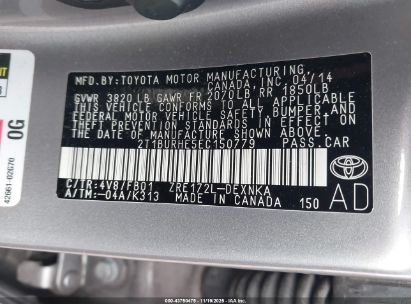 MFD.BY:TOYOTA MOTOR MANUFACTURING
CANADA, INC. 04/14
GVWR 3820 LB GAWR FR 2070LB RR 1850LB
THIS VEHICLE CONFORMS TO ALL APPLICABLE
FEDERAL MOTOR VEHICLE SAFETY, BUMPER, AND
THEFT PREVENTION STANDARDS IN EFFECT ON
THE DATE OF MANUFACTURE SHOWN ABOVE.
2T1BURHE5EC150779 PASS.CAR
C/TR:4V8/FB01 ZRE172L-DEXNKA
A/TM:-04A/K313 MADE IN CANADA 150
AD
TOYOTA
0G
42661-02G70